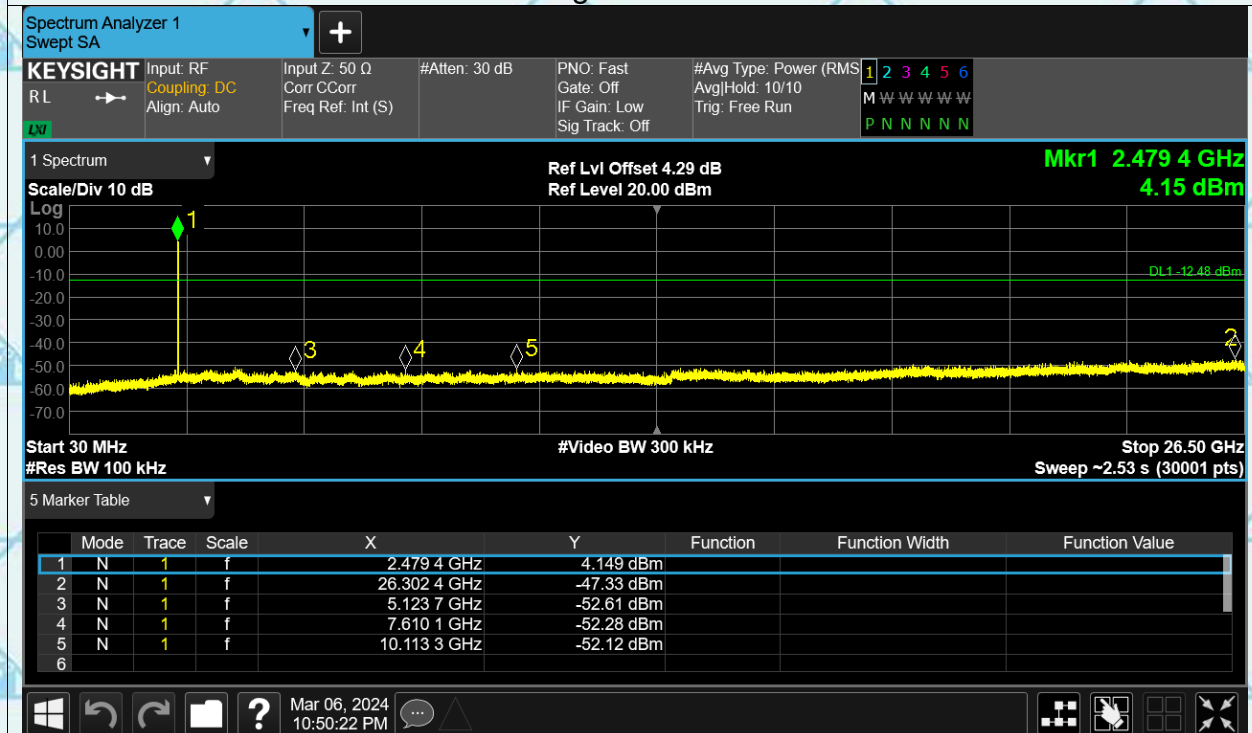 Spectrum Analyzer 1
Swept SA
KEYSIGHT
RL
LXI
Input: RF
Coupling: DC
Align: Auto
Input Z: 50 Ω
Corr CCorr
Freq Ref: Int (S)
#Atten: 30 dB
PNO: Fast
Gate: Off
IF Gain: Low
Sig Track: Off
#Avg Type: Power (RMS
Avg|Hold: 10/10
Trig: Free Run
1 2 3 4 5 6
M W W W W W
P N N N N N
1 Spectrum
Scale/Div 10 dB
Ref Lvl Offset 4.29 dB
Ref Level 20.00 dBm
Mkr1 2.479 4 GHz
4.15 dBm
Log
10.0
0.00
-10.0
-20.0
-30.0
-40.0
-50.0
-60.0
-70.0
1
DL1 -12.48 dBm
3
4
5
2
Start 30 MHz
#Res BW 100 kHz
#Video BW 300 kHz
Stop 26.50 GHz
Sweep ~2.53 s (30001 pts)
5 Marker Table
Mode Trace Scale X Y Function Function Width Function Value
1 N 1 f 2.479 4 GHz 4.149 dBm
2 N 1 f 26.302 4 GHz -47.33 dBm
3 N 1 f 5.123 7 GHz -52.61 dBm
4 N 1 f 7.610 1 GHz -52.28 dBm
5 N 1 f 10.113 3 GHz -52.12 dBm
6
?
Mar 06, 2024
10:50:22 PM